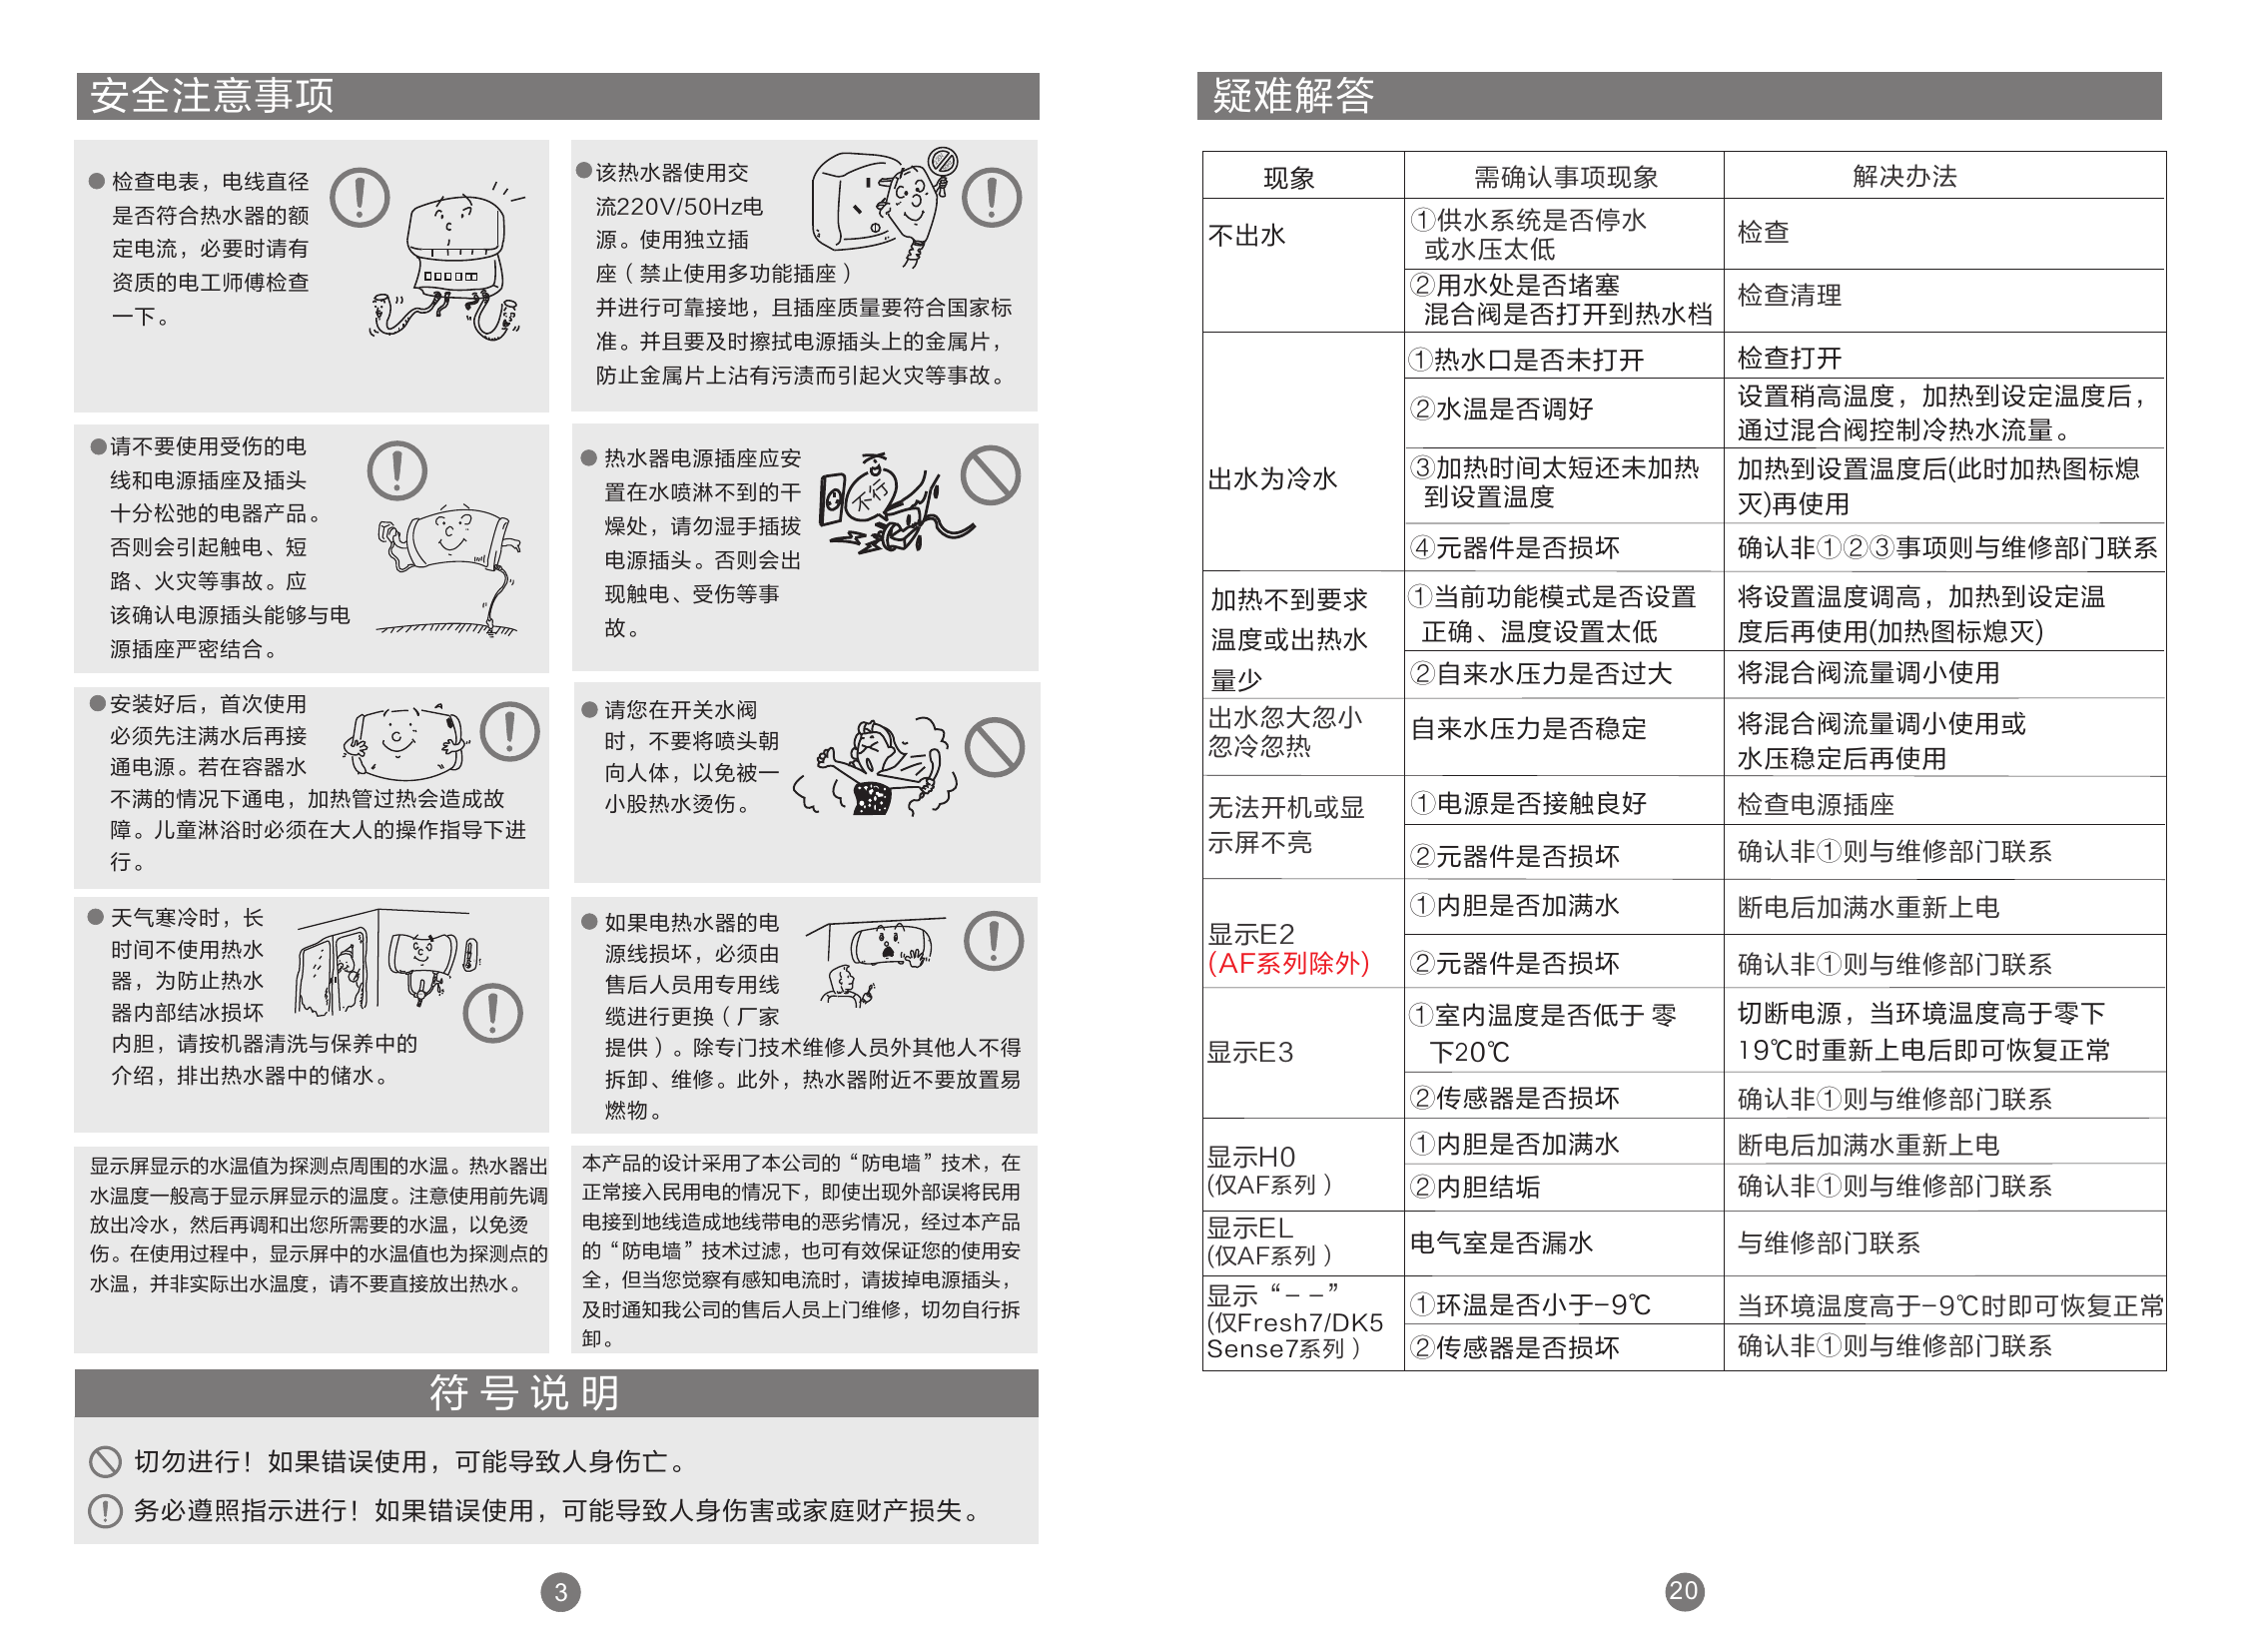 安全注意事项
● 检查电表，电线直径
是否符合热水器的额
定电流，必要时请有
资质的电工师傅检查
一下。
●该热水器使用交
流220V/50Hz电
源。使用独立插
座（禁止使用多功能插座）
并进行可靠接地，且插座质量要符合国家标
准。并且要及时擦拭电源插头上的金属片，
防止金属片上沾有污渍而引起火灾等事故。
●请不要使用受伤的电
线和电源插座及插头
十分松弛的电器产品。
否则会引起触电、短
路、火灾等事故。应
该确认电源插头能够与电
源插座严密结合。
● 热水器电源插座应安
置在水喷淋不到的干
燥处，请勿湿手插拔
电源插头。否则会出
现触电、受伤等事
故。
不行
●安装好后，首次使用
必须先注满水后再接
通电源。若在容器水
不满的情况下通电，加热管过热会造成故
障。儿童淋浴时必须在大人的操作指导下进
行。
● 请您在开关水阀
时，不要将喷头朝
向人体，以免被一
小股热水烫伤。
● 天气寒冷时，长
时间不使用热水
器，为防止热水
器内部结冰损坏
内胆，请按机器清洗与保养中的
介绍，排出热水器中的储水。
● 如果电热水器的电
源线损坏，必须由
售后人员用专用线
缆进行更换（厂家
提供）。除专门技术维修人员外其他人不得
拆卸、维修。此外，热水器附近不要放置易
燃物。
显示屏显示的水温值为探测点周围的水温。热水器出
水温度一般高于显示屏显示的温度。注意使用前先调
放出冷水，然后再调和出您所需要的水温，以免烫
伤。在使用过程中，显示屏中的水温值也为探测点的
水温，并非实际出水温度，请不要直接放出热水。
本产品的设计采用了本公司的“防电墙”技术，在
正常接入民用电的情况下，即使出现外部误将民用
电接到地线造成地线带电的恶劣情况，经过本产品
的“防电墙”技术过滤，也可有效保证您的使用安
全，但当您觉察有感知电流时，请拔掉电源插头，
及时通知我公司的售后人员上门维修，切勿自行拆
卸。
符号说明
切勿进行！如果错误使用，可能导致人身伤亡。
务必遵照指示进行！如果错误使用，可能导致人身伤害或家庭财产损失。
3
疑难解答
现象 需确认事项现象 解决办法
不出水
①供水系统是否停水
或水压太低
检查
②用水处是否堵塞
混合阀是否打开到热水档
检查清理
出水为冷水
①热水口是否未打开 检查打开
②水温是否调好
设置稍高温度，加热到设定温度后，
通过混合阀控制冷热水流量。
③加热时间太短还未加热
到设置温度
加热到设置温度后(此时加热图标熄
灭)再使用
④元器件是否损坏 确认非①②③事项则与维修部门联系
加热不到要求
温度或出热水
量少
①当前功能模式是否设置
正确、温度设置太低
将设置温度调高，加热到设定温
度后再使用(加热图标熄灭)
②自来水压力是否过大 将混合阀流量调小使用
出水忽大忽小
忽冷忽热
自来水压力是否稳定
将混合阀流量调小使用或
水压稳定后再使用
无法开机或显
示屏不亮
①电源是否接触良好 检查电源插座
②元器件是否损坏 确认非①则与维修部门联系
显示E2
(AF系列除外)
①内胆是否加满水 断电后加满水重新上电
②元器件是否损坏 确认非①则与维修部门联系
显示E3
①室内温度是否低于 零
下20℃
切断电源，当环境温度高于零下
19℃时重新上电后即可恢复正常
②传感器是否损坏 确认非①则与维修部门联系
显示H0
(仅AF系列）
①内胆是否加满水 断电后加满水重新上电
②内胆结垢 确认非①则与维修部门联系
显示EL
(仅AF系列）
电气室是否漏水 与维修部门联系
显示“– –”
(仅Fresh7/DK5
Sense7系列）
①环温是否小于–9℃ 当环境温度高于–9℃时即可恢复正常
②传感器是否损坏 确认非①则与维修部门联系
20